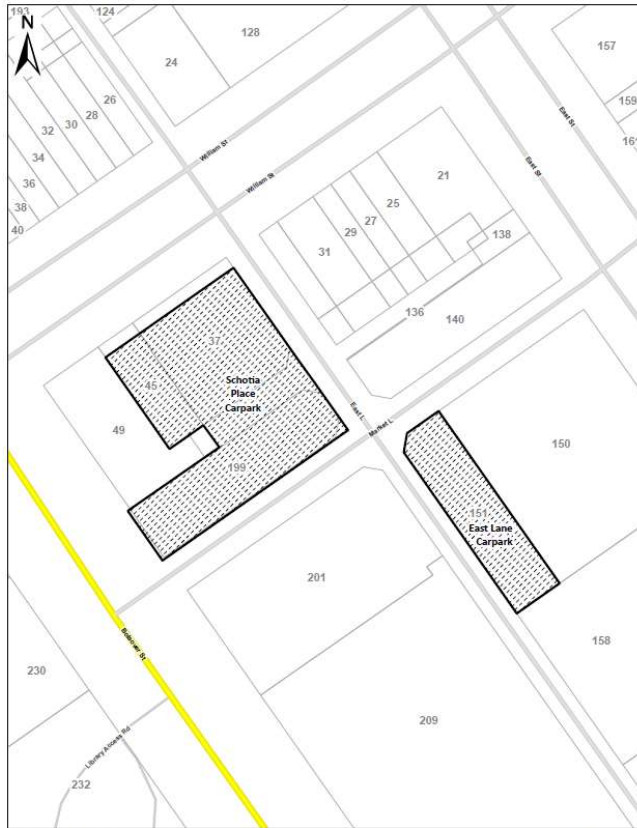 193
124
128
N
24
157
26
28
30
32
34
36
38
40
159
161
East St
East St
William St
William St
21
25
27
29
31
138
136
140
37
45
Schotia
Place
Carpark
49
East L
Market L
199
150
151
East Lane
Carpark
201
158
Bolsover St
230
209
Library Access Rd
232